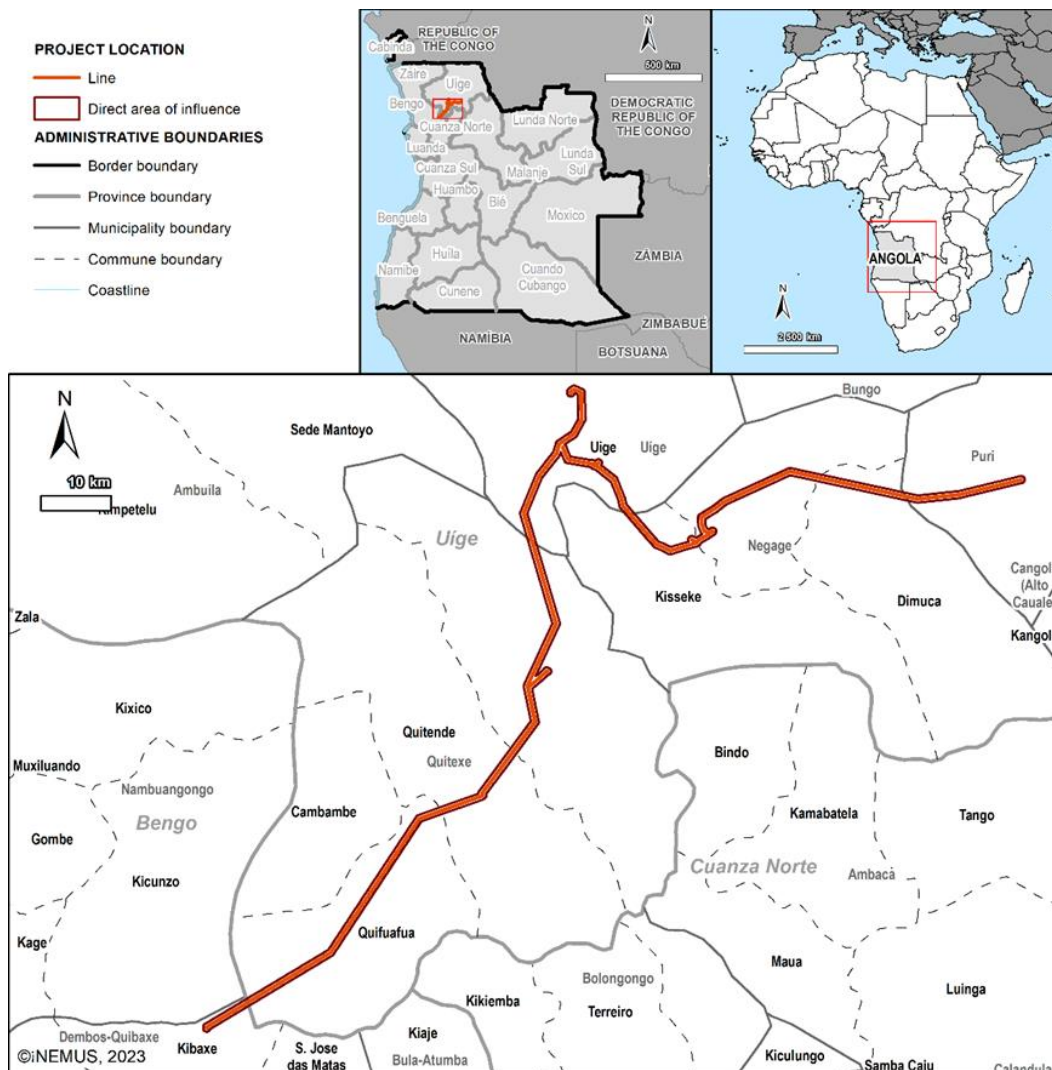 PROJECT LOCATION
Line
Direct area of influence
ADMINISTRATIVE BOUNDARIES
Border boundary
Province boundary
Municipality boundary
Commune boundary
Coastline
N
500 km
REPUBLIC OF
THE CONGO
Cabinda
Zaire
Uíge
Bengo
Cuanza Norte
Lunda Norte
DEMOCRATIC
REPUBLIC OF
THE CONGO
Luanda
Cuanza Sul
Malanje
Lunda
Sul
Huambo
Bié
Moxico
Benguela
Huíla
Namibe
Cunene
Cuando
Cubango
ZÂMBIA
ZIMBABUÉ
NAMÍBIA
BOTSUANA
ANGOLA
N
2 500 km
N
10 km
Sede Mantoyo
Uige
Uíge
Bungo
Puri
Ambuila
Uíge
Negage
Kisseke
Dimuca
Cangol
(Alto
Cauale
Kangol
Zala
Kixico
Quitende
Quitexe
Bindo
Muxiluando
Nambuangongo
Bengo
Cambambe
Kamabatela
Tango
Gombe
Cuanza Norte
Ambaca
Kicunzo
Kage
Quifuafua
Maua
Luinga
Bolongongo
Terreiro
Kikiemba
Dembos-Quibaxe
Kibaxe
S. Jose
das Matas
Kiaje
Bula-Atumba
Kiculungo
Samba Caju
Calandula
©iNEMUS, 2023